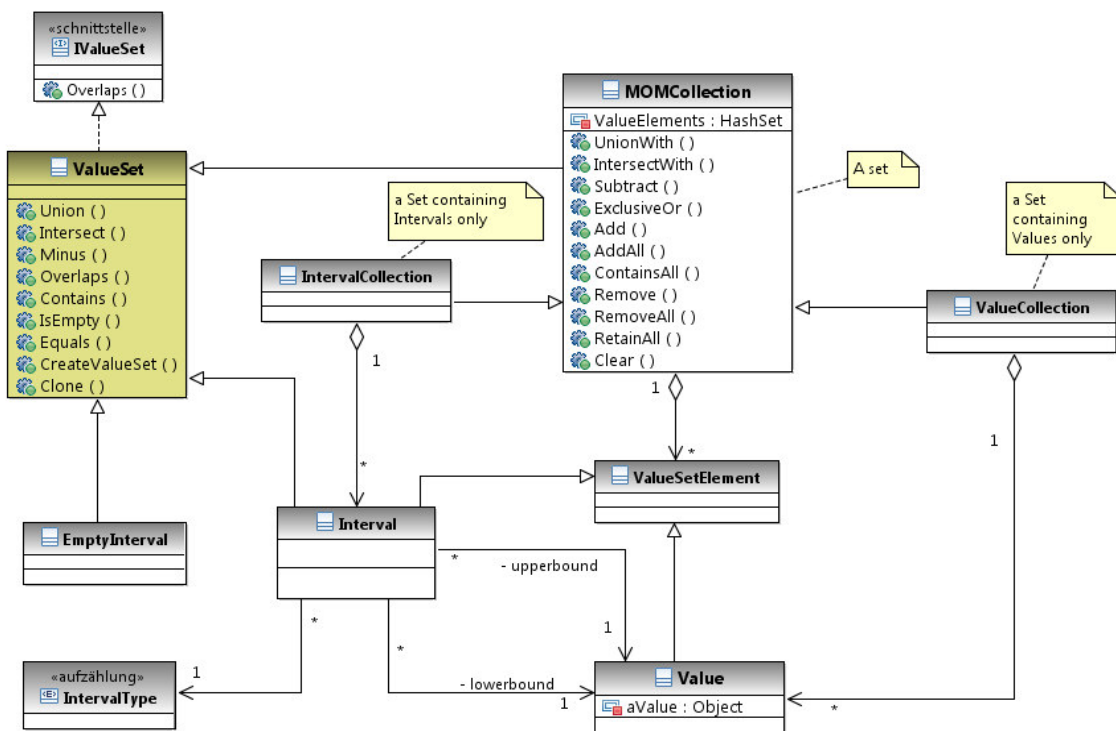 «schnittstelle»
IValueSet
Overlaps ( )
ValueSet
Union ( )
Intersect ( )
Minus ( )
Overlaps ( )
Contains ( )
IsEmpty ( )
Equals ( )
CreateValueSet ( )
Clone ( )
a Set containing
Intervals only
IntervalCollection
1
*
MOMCollection
ValueElements : HashSet
UnionWith ( )
IntersectWith ( )
Subtract ( )
ExclusiveOr ( )
Add ( )
AddAll ( )
ContainsAll ( )
Remove ( )
RemoveAll ( )
RetainAll ( )
Clear ( )
A set
a Set
containing
Values only
ValueCollection
1
*
1
*
ValueSetElement
EmptyInterval
Interval
*
- upperbound
1
*
- lowerbound
1
*
1
«aufzählung»
IntervalType
Value
aValue : Object